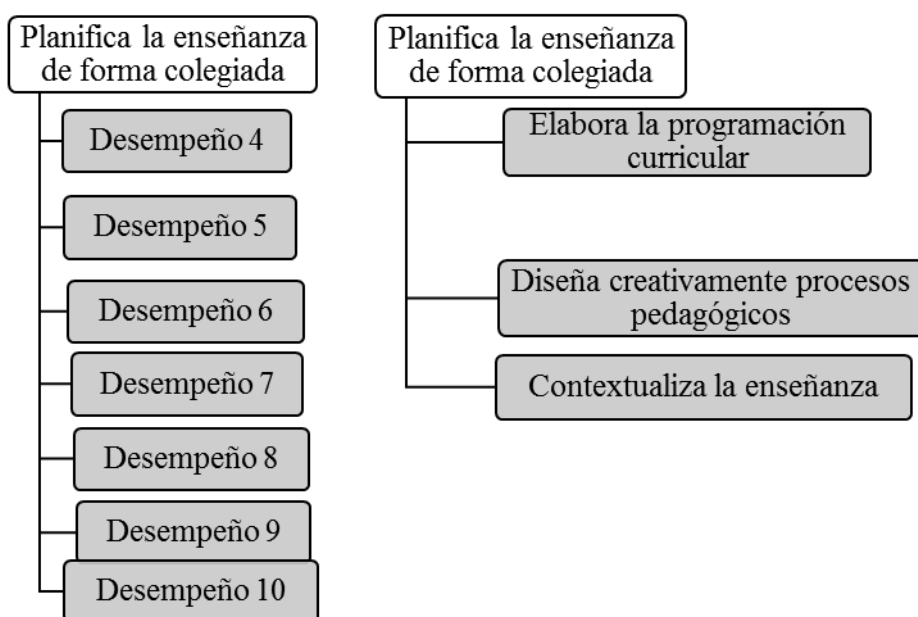 Planifica la enseñanza
de forma colegiada
Desempeño 4
Desempeño 5
Desempeño 6
Desempeño 7
Desempeño 8
Desempeño 9
Desempeño 10
Planifica la enseñanza
de forma colegiada
Elabora la programación
curricular
Diseña creativamente procesos
pedagógicos
Contextualiza la enseñanza